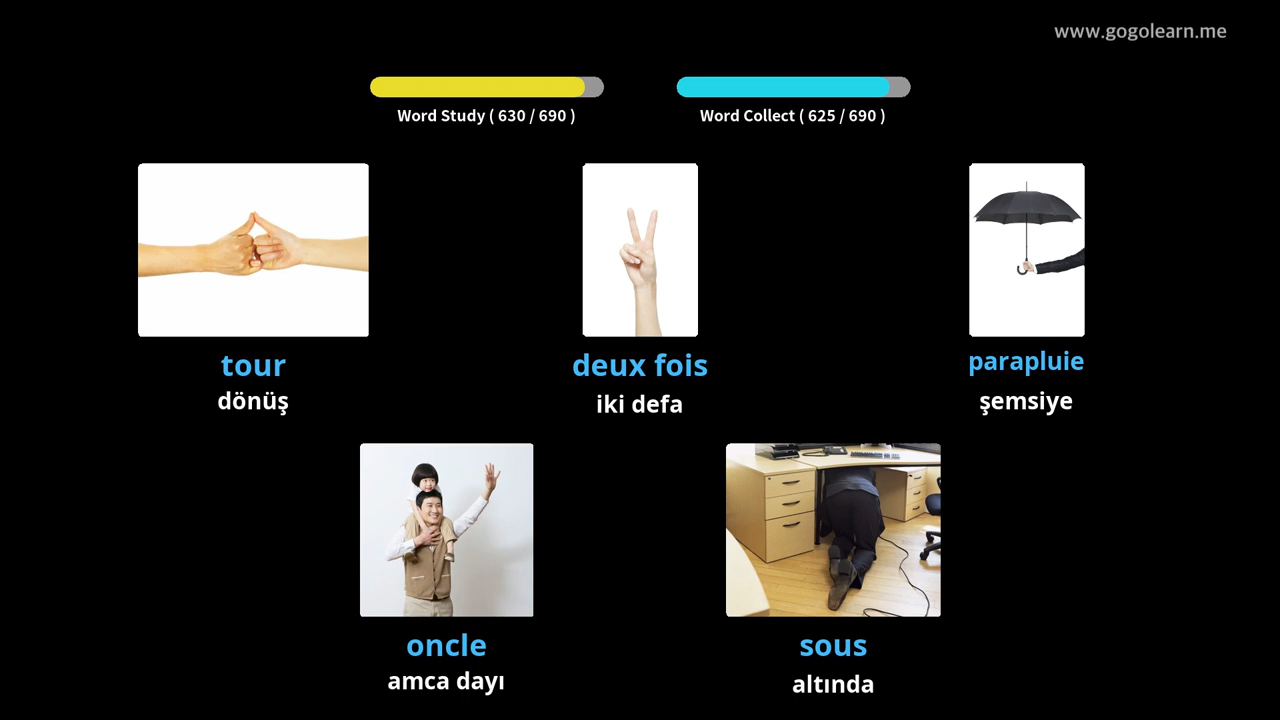 www.gogolearn.me
Word Study ( 630 / 690 )
Word Collect ( 625 / 690 )
tour
dönüş
deux fois
iki defa
parapluie
şemsiye
oncle
amca dayı
sous
altında